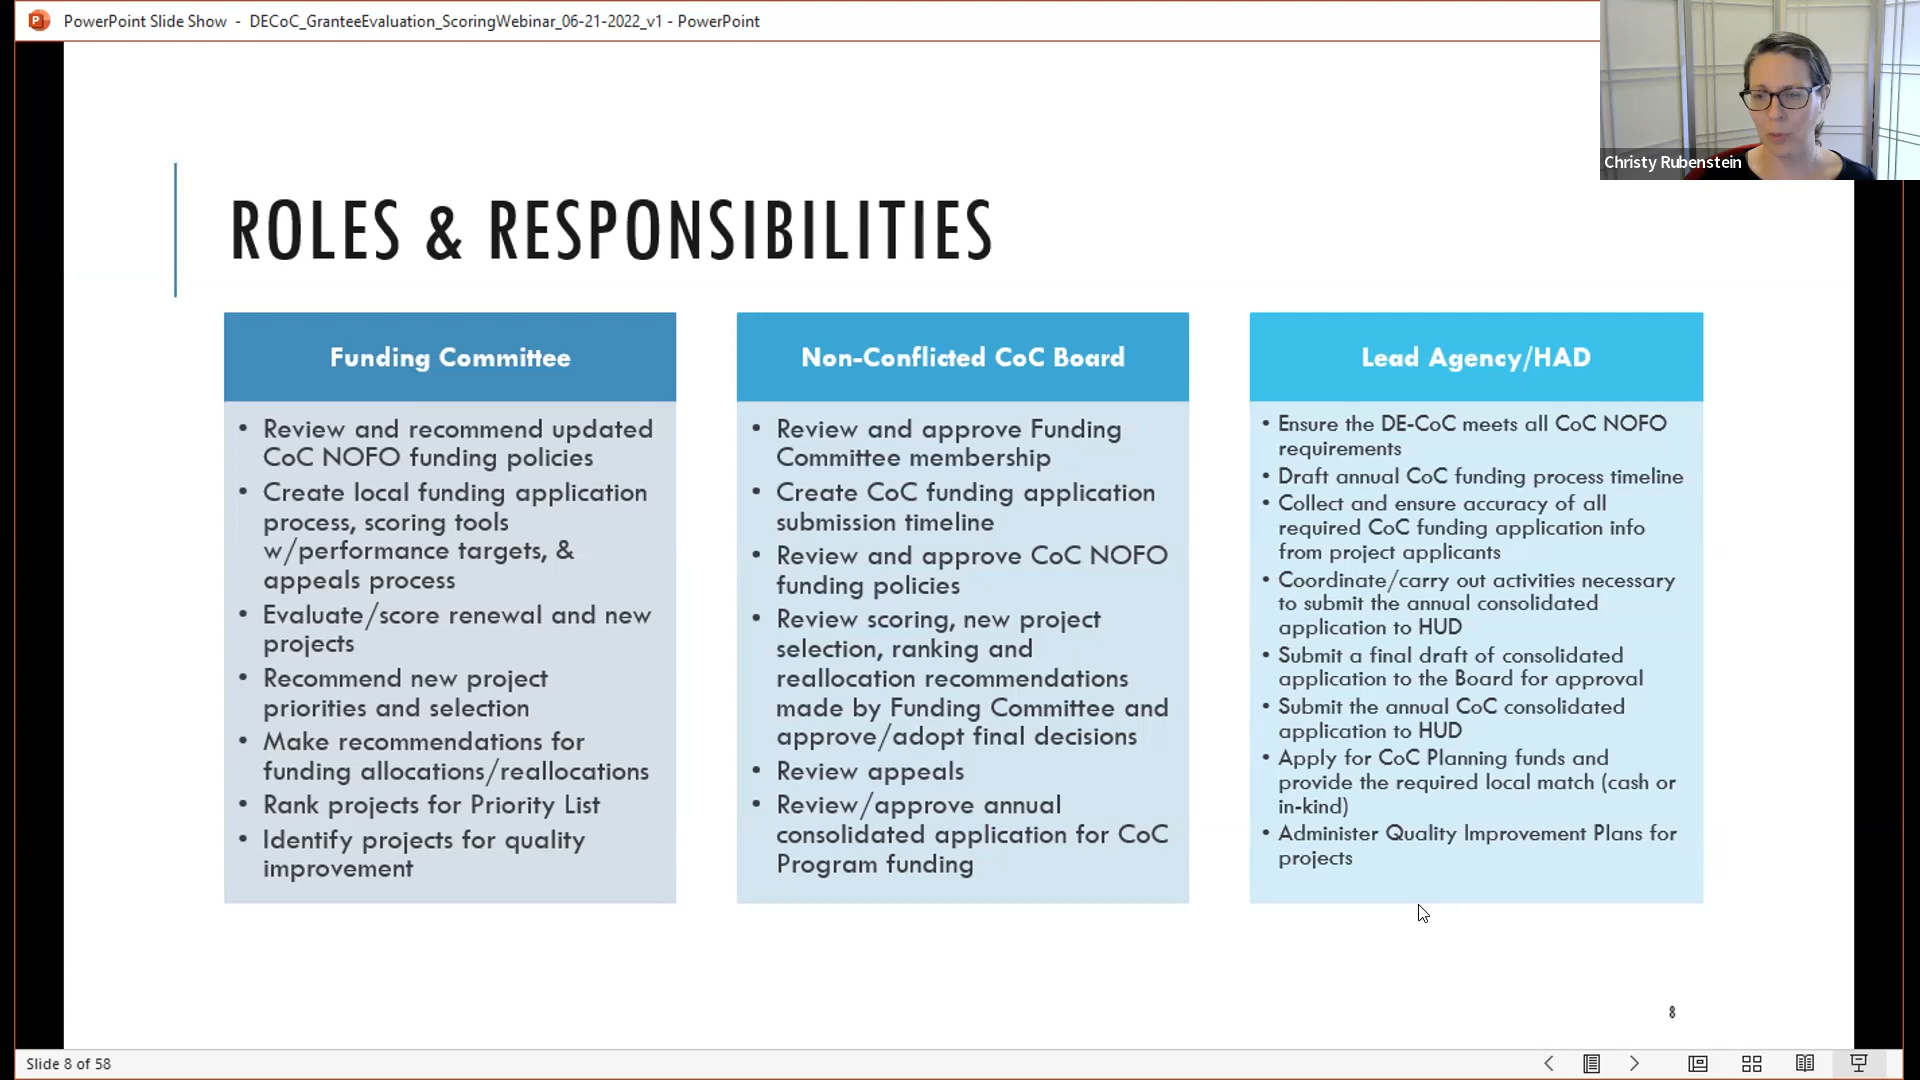 PowerPoint Slide Show - DECoC_GranteeEvaluation_ScoringWebinar_06-21-2022_v1 - PowerPoint
Christy Rubenstein
ROLES & RESPONSIBILITIES
Funding Committee
• Review and recommend updated
CoC NOFO funding policies
• Create local funding application
process, scoring tools
w/performance targets, &
appeals process
• Evaluate/score renewal and new
projects
• Recommend new project
priorities and selection
• Make recommendations for
funding allocations/reallocations
• Rank projects for Priority List
• Identify projects for quality
improvement
Non-Conflicted CoC Board
• Review and approve Funding
Committee membership
• Create CoC funding application
submission timeline
• Review and approve CoC NOFO
funding policies
• Review scoring, new project
selection, ranking and
reallocation recommendations
made by Funding Committee and
approve/adopt final decisions
• Review appeals
• Review/approve annual
consolidated application for CoC
Program funding
Lead Agency/HAD
• Ensure the DE-CoC meets all CoC NOFO
requirements
• Draft annual CoC funding process timeline
• Collect and ensure accuracy of all
required CoC funding application info
from project applicants
• Coordinate/carry out activities necessary
to submit the annual consolidated
application to HUD
• Submit a final draft of consolidated
application to the Board for approval
• Submit the annual CoC consolidated
application to HUD
• Apply for CoC Planning funds and
provide the required local match (cash or
in-kind)
• Administer Quality Improvement Plans for
projects
8
Slide 8 of 58